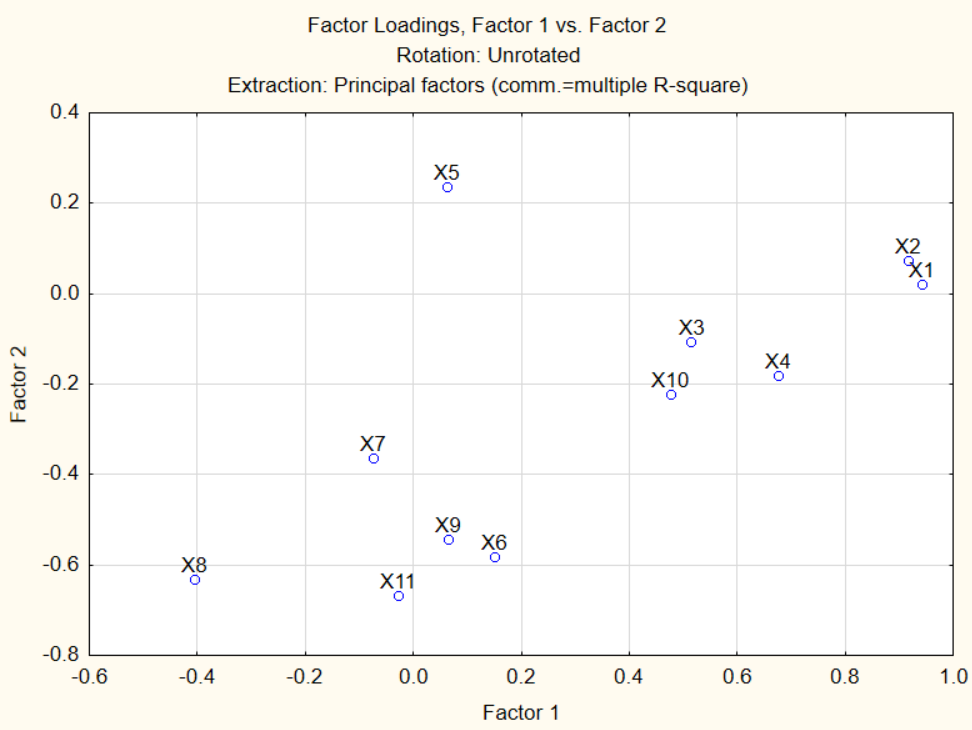 Factor Loadings, Factor 1 vs. Factor 2
Rotation: Unrotated
Extraction: Principal factors (comm.=multiple R-square)
0.4
X5
0.2
X2
X1
0.0
X3
X4
X10
-0.2
X7
-0.4
X9
X6
X8
-0.6
X11
-0.8
-0.6 -0.4 -0.2 0.0 0.2 0.4 0.6 0.8 1.0
Factor 1
Factor 2